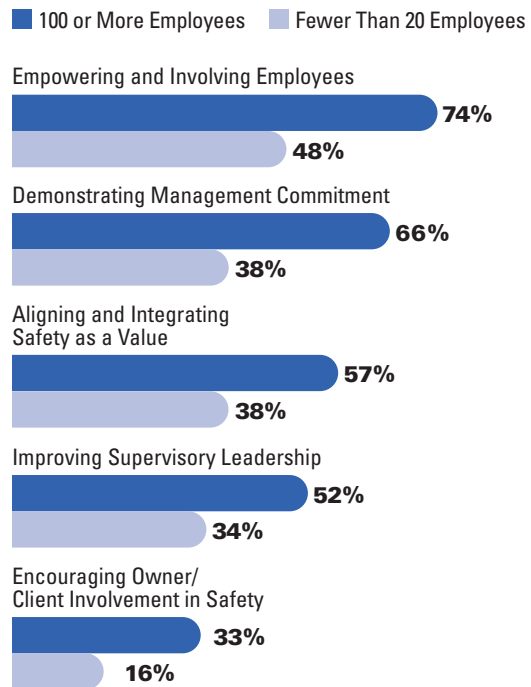 100 or More Employees Fewer Than 20 Employees
Empowering and Involving Employees
74%
48%
Demonstrating Management Commitment
66%
38%
Aligning and Integrating
Safety as a Value
57%
38%
Improving Supervisory Leadership
52%
34%
Encouraging Owner/
Client Involvement in Safety
33%
16%